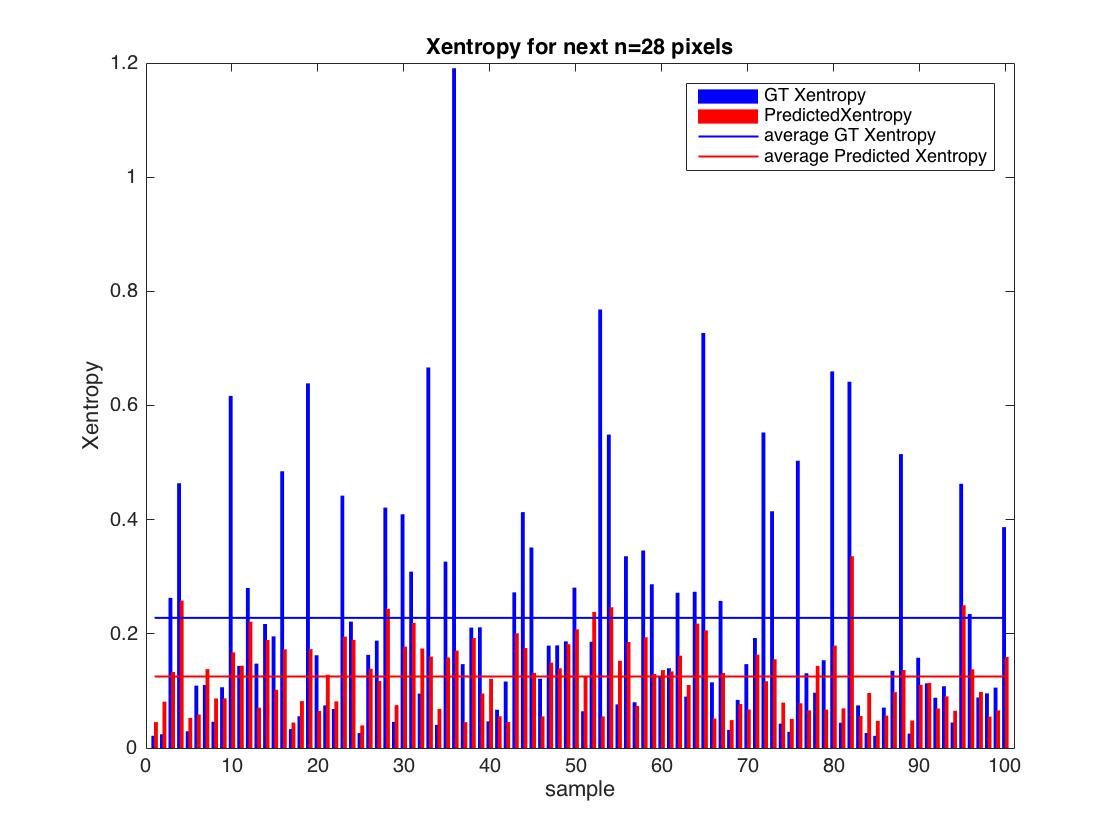 Xentropy for next n=28 pixels
GT Xentropy
PredictedXentropy
average GT Xentropy
average Predicted Xentropy
1.2
1
0.8
0.6
0.4
0.2
0
Xentropy
0 10 20 30 40 50 60 70 80 90 100
sample